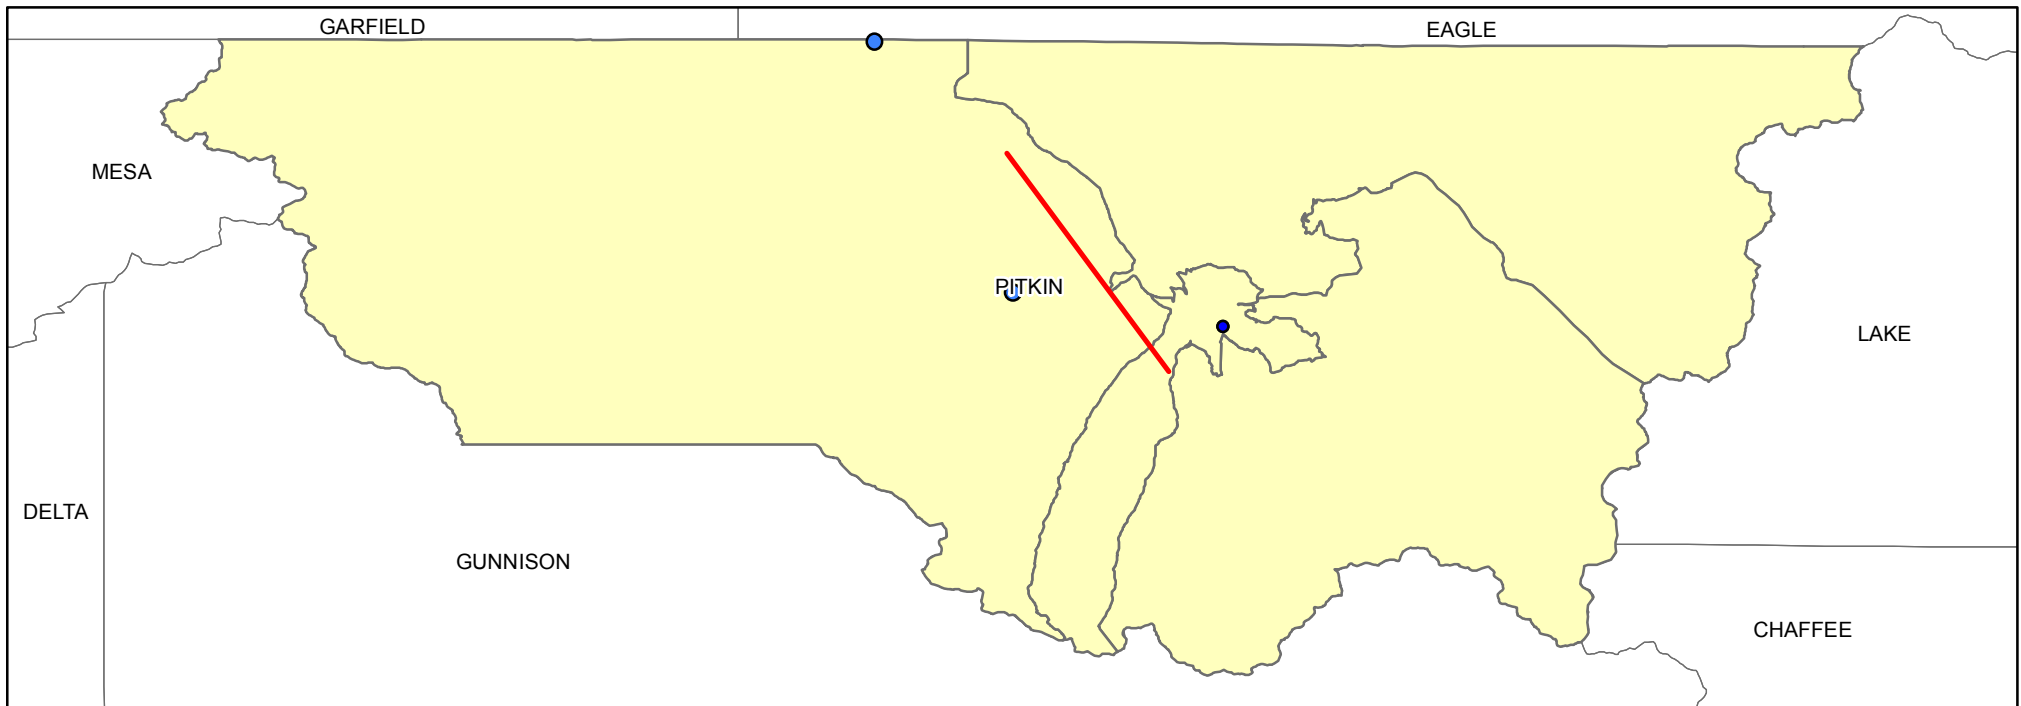 GARFIELD
EAGLE
MESA
PITKIN
LAKE
DELTA
GUNNISON
CHAFFEE